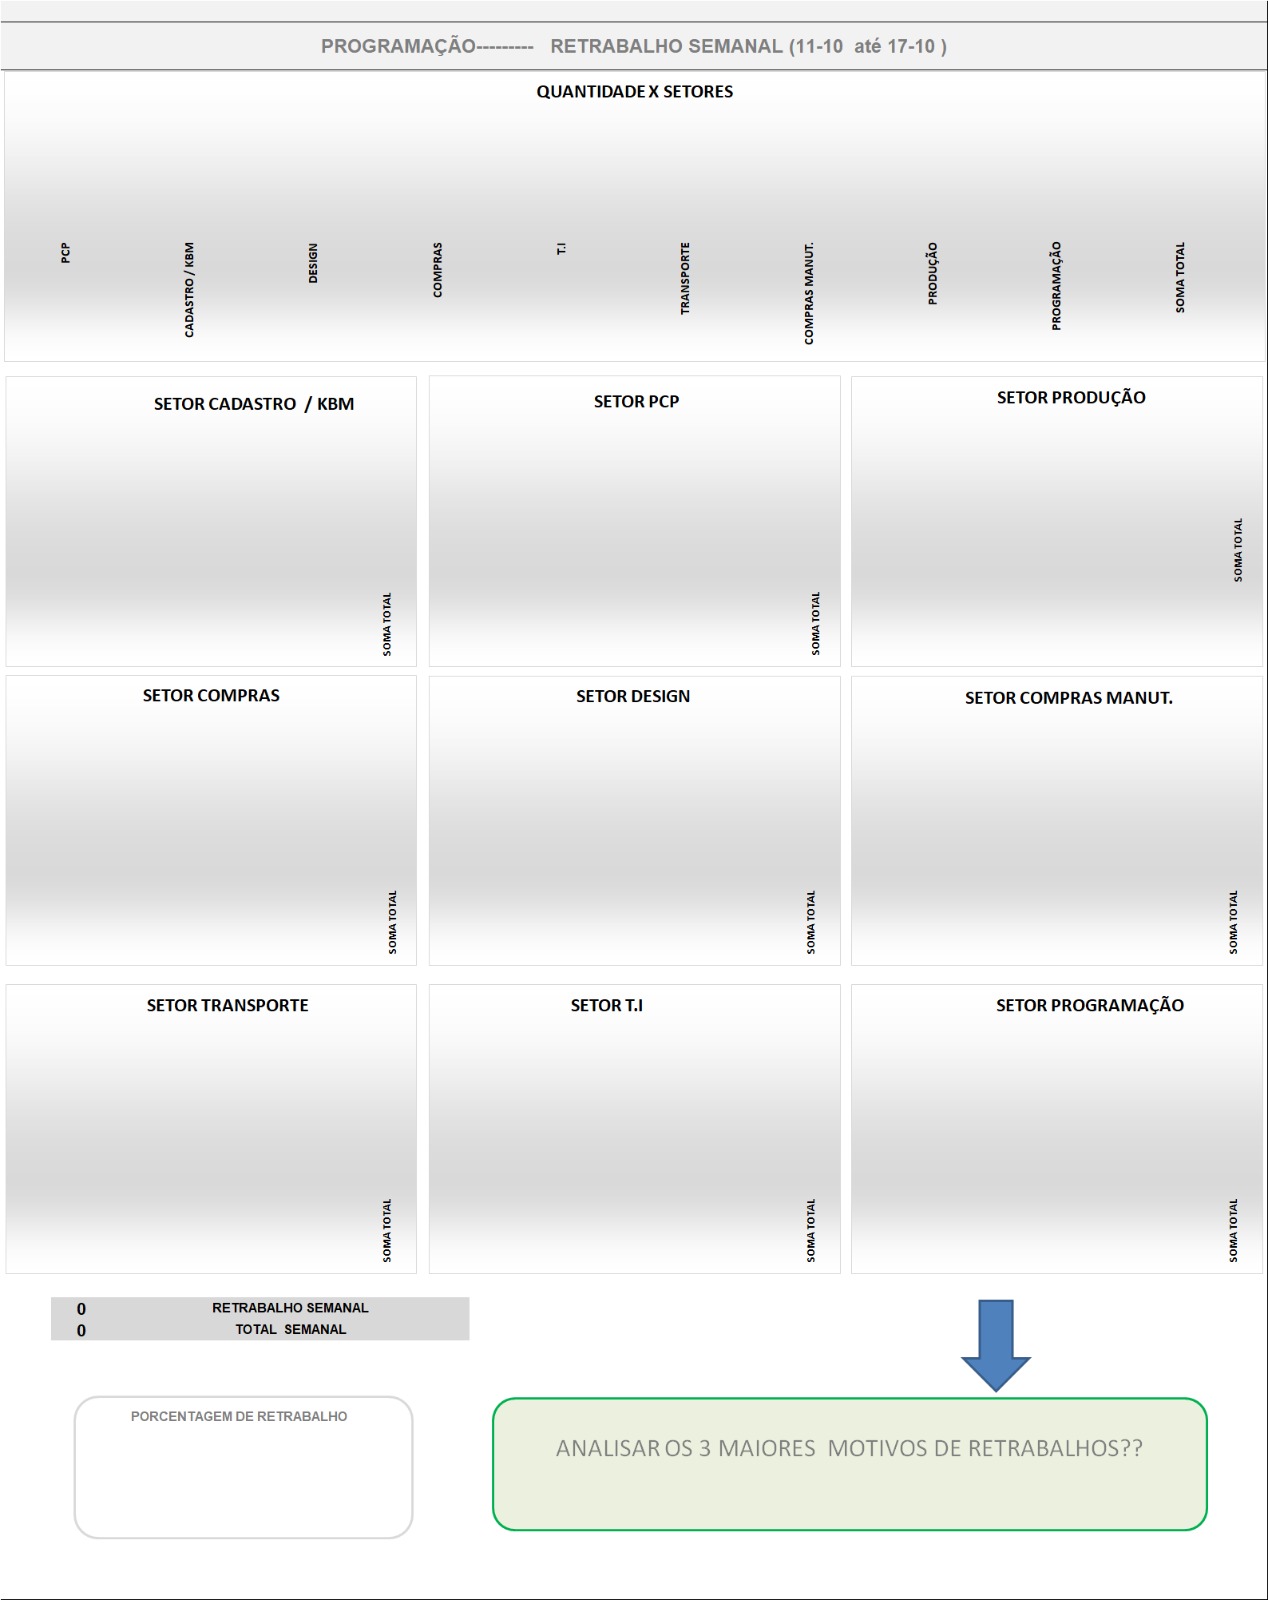 PROGRAMAÇÃO--------- RETRABALHO SEMANAL (11-10 até 17-10 )
QUANTIDADE X SETORES
PCP
CADASTRO / KBM
DESIGN
COMPRAS
T.I
TRANSPORTE
COMPRAS MANUT.
PRODUÇÃO
PROGRAMAÇÃO
SOMA TOTAL
SETOR CADASTRO / KBM
SOMA TOTAL
SETOR PCP
SOMA TOTAL
SETOR PRODUÇÃO
SOMA TOTAL
SETOR COMPRAS
SOMA TOTAL
SETOR DESIGN
SOMA TOTAL
SETOR COMPRAS MANUT.
SOMA TOTAL
SETOR TRANSPORTE
SOMA TOTAL
SETOR T.I
SOMA TOTAL
SETOR PROGRAMAÇÃO
SOMA TOTAL
0 RETRABALHO SEMANAL
0 TOTAL SEMANAL
PORCENTAGEM DE RETRABALHO
ANALISAR OS 3 MAIORES MOTIVOS DE RETRABALHOS??